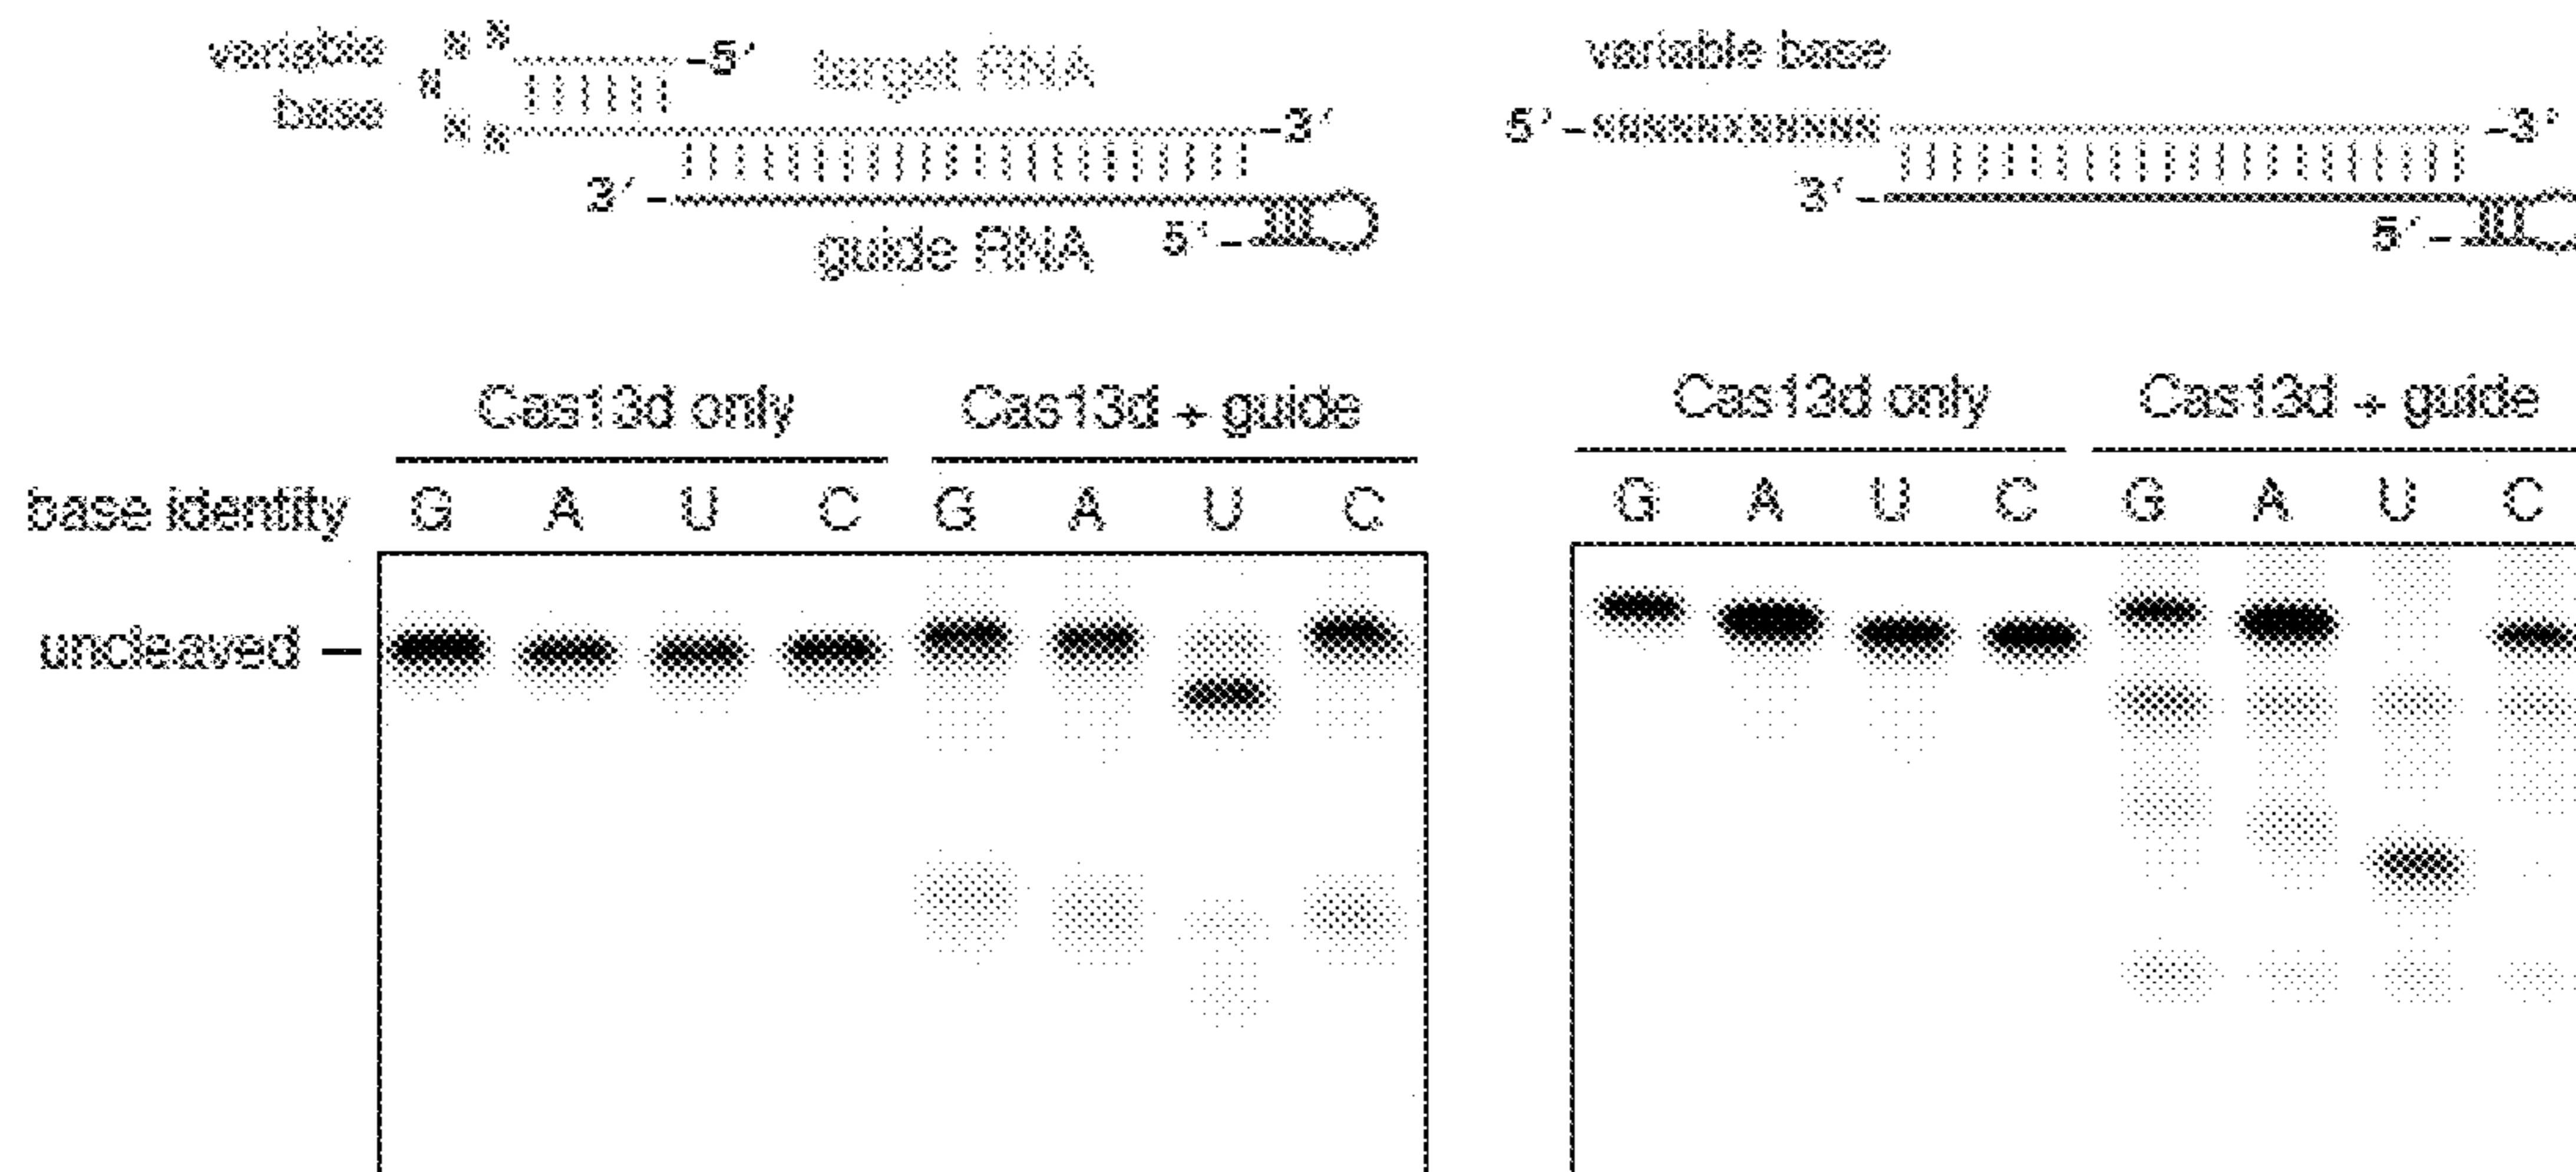 variable
base
N N N N N
-5′
target RNA
-3′
3′-
guide RNA
5′-
variable base
5′-NNNNNNNNNNN
-3′
3′-
5′-
Cas13d only
Cas13d + guide
base identity G A U C G A U C
uncleaved –
Cas13d only
Cas13d + guide
G A U C G A U C